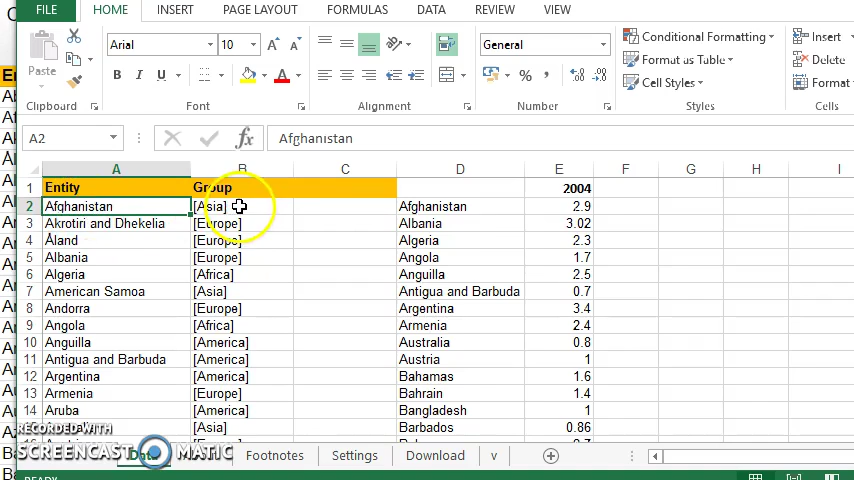 FILE HOME INSERT PAGE LAYOUT FORMULAS DATA REVIEW VIEW
Arial 10 General Conditional Formatting Insert
Paste Format as Table Delete
B I U Cell Styles Format
Font Alignment Number Styles Cells
A2 fx Afghanistan
A B C D E F G H I
1 Entity Group 2004
2 Afghanistan [Asia] Afghanistan 2.9
3 Akrotiri and Dhekelia [Europe] Albania 3.02
4 Åland [Europe] Algeria 2.3
5 Albania [Europe] Angola 1.7
6 Algeria [Africa] Anguilla 2.5
7 American Samoa [Asia] Antigua and Barbuda 0.7
8 Andorra [Europe] Argentina 3.4
9 Angola [Africa] Armenia 2.4
10 Anguilla [America] Australia 0.8
11 Antigua and Barbuda [America] Austria 1
12 Argentina [America] Bahamas 1.6
13 Armenia [Europe] Bahrain 1.4
14 Aruba [America] Bangladesh 1
[Asia] Barbados 0.86
RECORDED WITH
SCREENCAST MATIC
Data Footnotes Settings Download v
READY